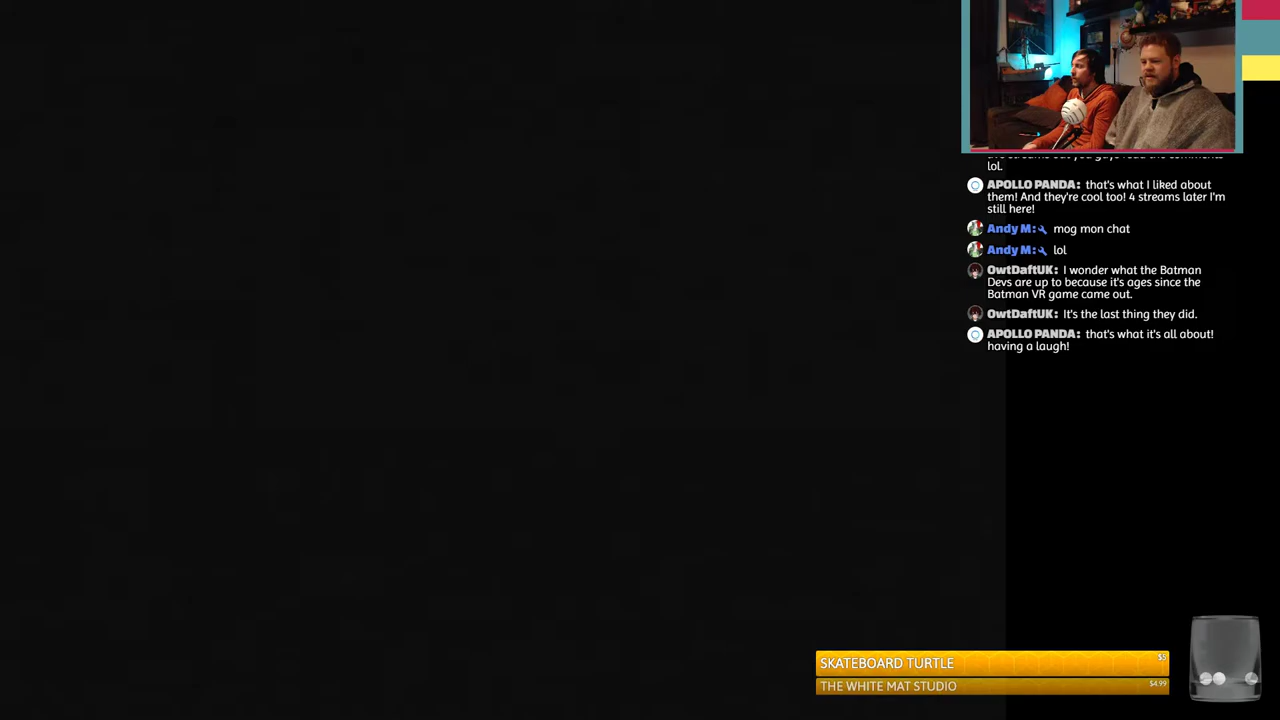 lol.
APOLLO PANDA: that's what I liked about
them! And they're cool too! 4 streams later I'm
still here!
Andy M: mog mon chat
Andy M: lol
OwtDaftUK: I wonder what the Batman
Devs are up to because it's ages since the
Batman VR game came out.
OwtDaftUK: It's the last thing they did.
APOLLO PANDA: that's what it's all about!
having a laugh!
SKATEBOARD TURTLE $5
THE WHITE MAT STUDIO $4.99